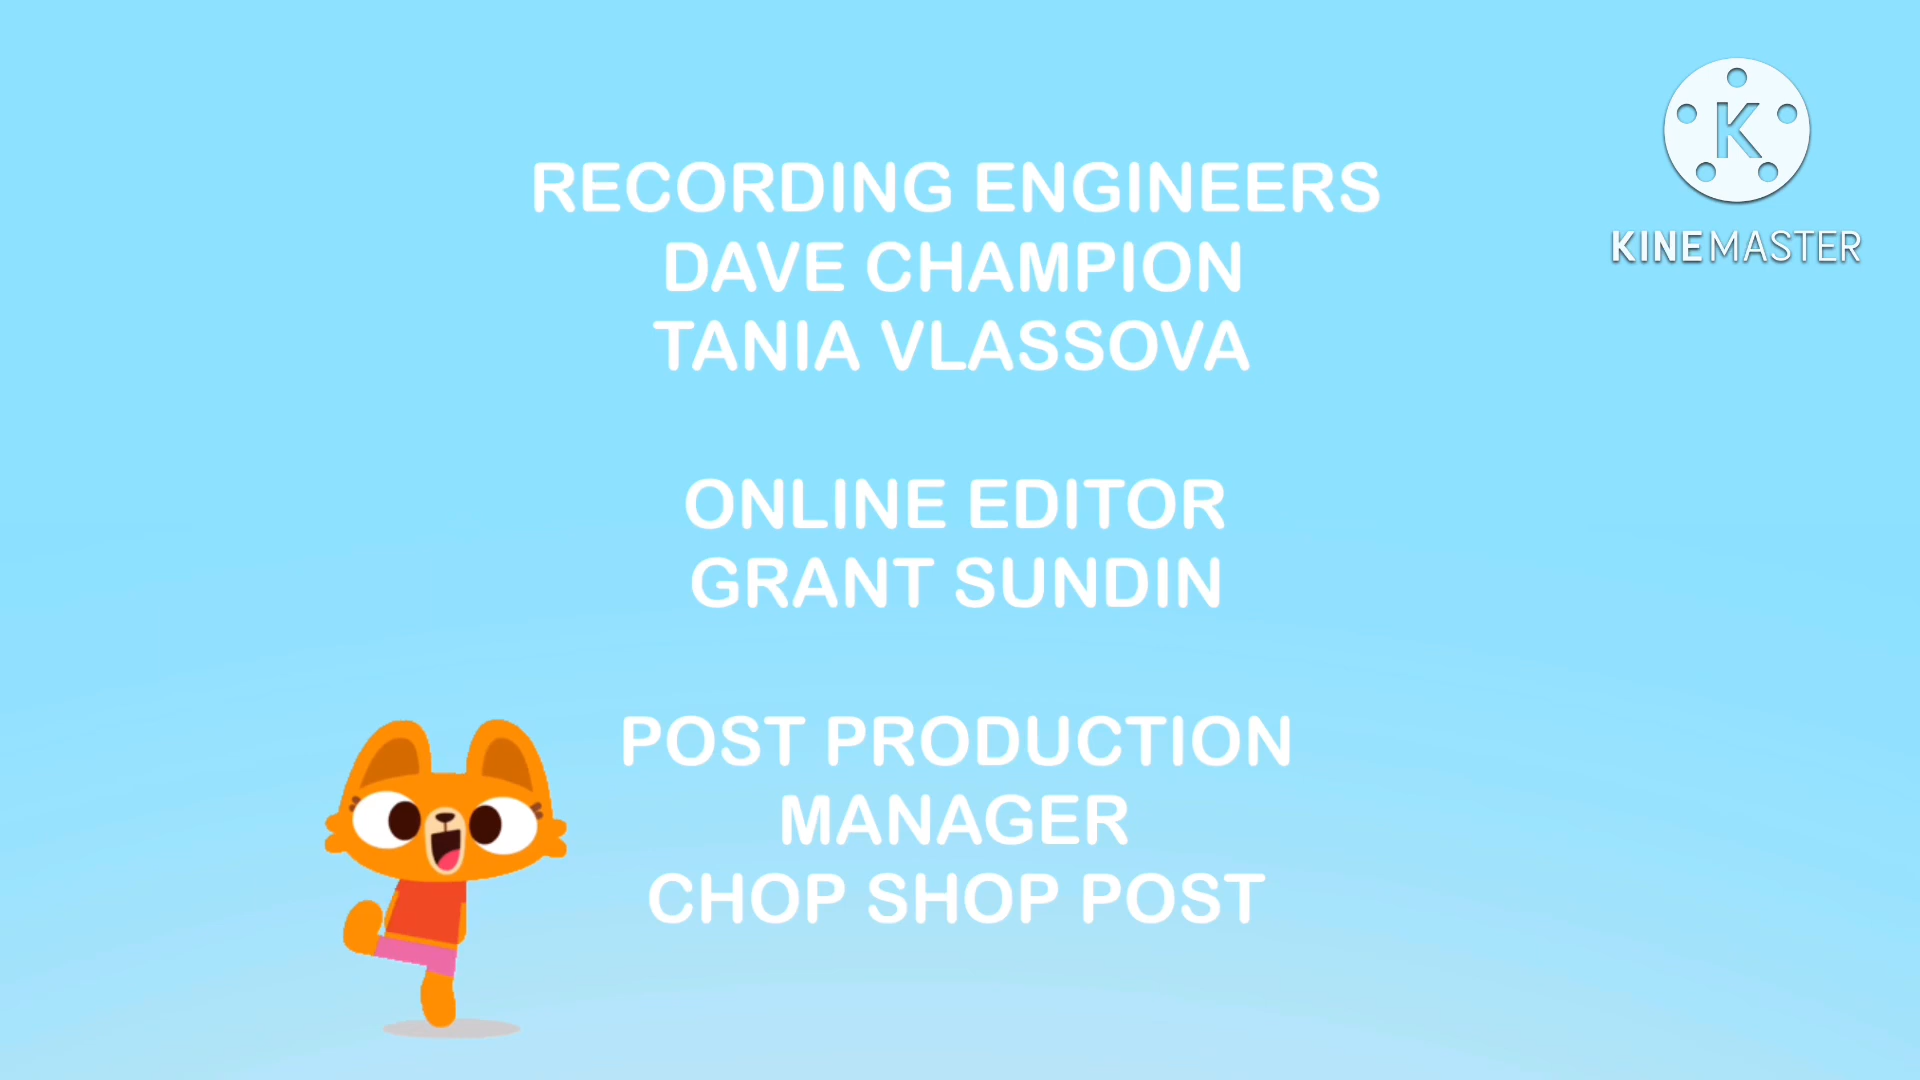 RECORDING ENGINEERS
DAVE CHAMPION
TANIA VLASSOVA
ONLINE EDITOR
GRANT SUNDIN
POST PRODUCTION
MANAGER
CHOP SHOP POST
K
KINEMASTER